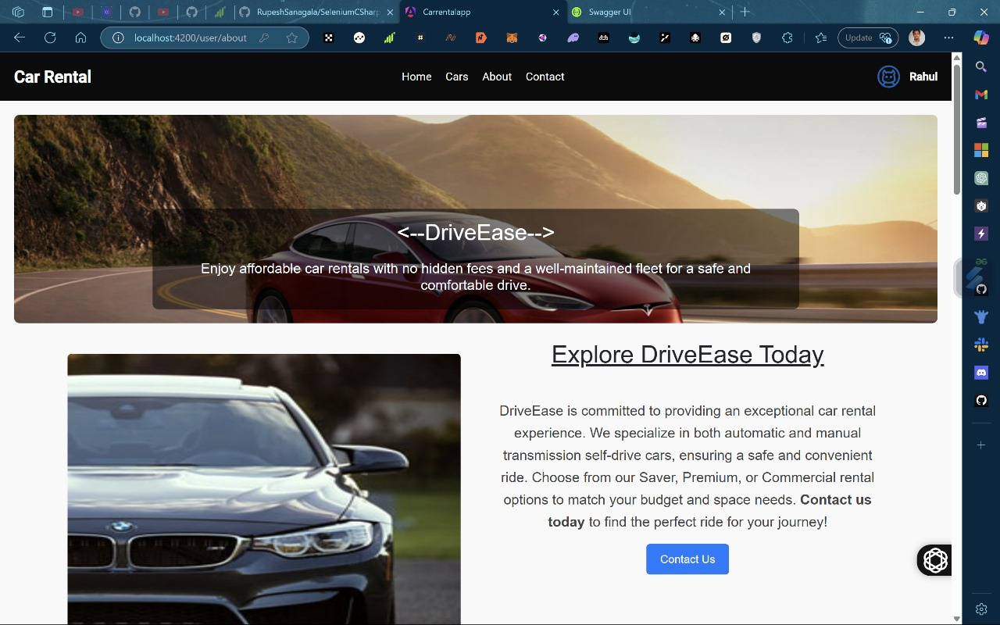 RupeshSanagala/SeleniumCSharp
Carrentalapp
Swagger UI
localhost:4200/user/about
Update
Car Rental
Home
Cars
About
Contact
Rahul
<--DriveEase-->
Enjoy affordable car rentals with no hidden fees and a well-maintained fleet for a safe and
comfortable drive.
Explore DriveEase Today
DriveEase is committed to providing an exceptional car rental
experience. We specialize in both automatic and manual
transmission self-drive cars, ensuring a safe and convenient
ride. Choose from our Saver, Premium, or Commercial rental
options to match your budget and space needs. Contact us
today to find the perfect ride for your journey!
Contact Us